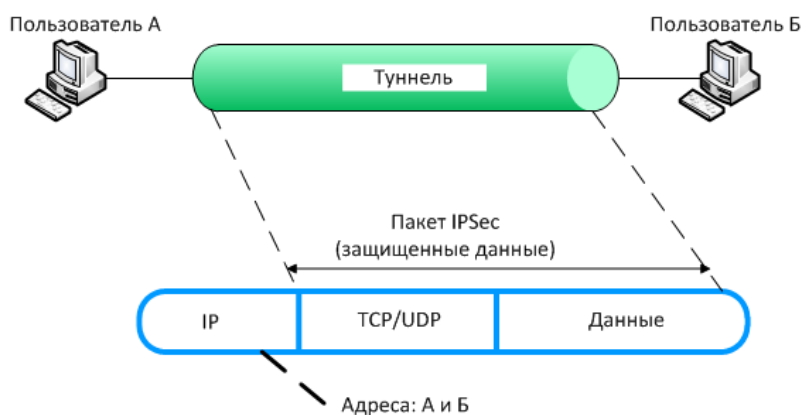 Пользователь А
Пользователь Б
Туннель
Пакет IPSec
(защищенные данные)
IP
TCP/UDP
Данные
Адреса: А и Б